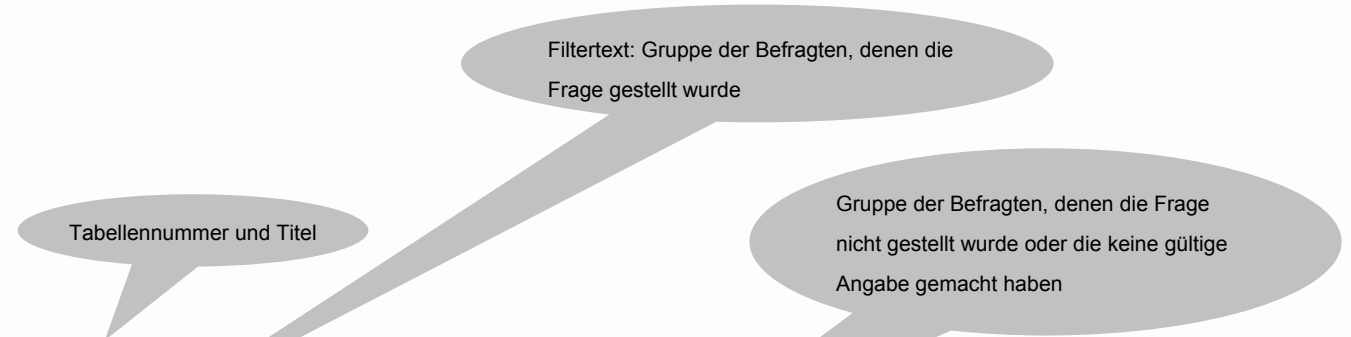 Filtertext: Gruppe der Befragten, denen die
Frage gestellt wurde
Gruppe der Befragten, denen die Frage
nicht gestellt wurde oder die keine gültige
Angabe gemacht haben
Tabellennummer und Titel